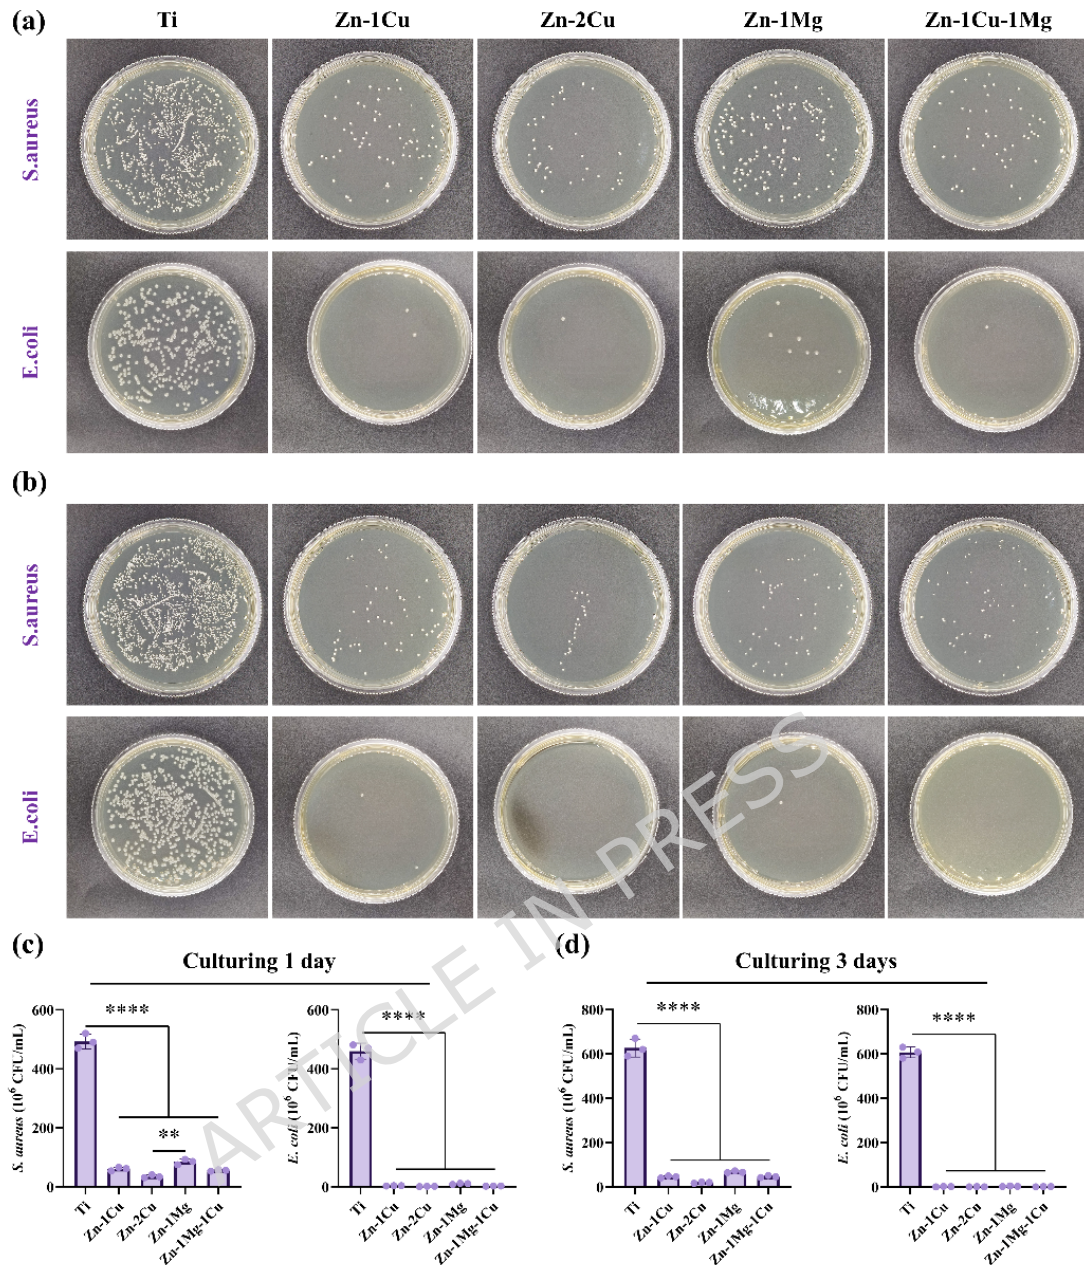 (a)
Ti Zn-1Cu Zn-2Cu Zn-1Mg Zn-1Cu-1Mg
S.aureus
E.coli
(b)
S.aureus
E.coli
ARTICLE IN PRESS
(c)
Culturing 1 day
S. aureus (10⁶ CFU/mL)
600
400
200
0
****
**
Ti Zn-1Cu Zn-2Cu Zn-1Mg Zn-1Mg-1Cu
E. coli (10⁶ CFU/mL)
600
400
200
0
****
Ti Zn-1Cu Zn-2Cu Zn-1Mg Zn-1Mg-1Cu
(d)
Culturing 3 days
S. aureus (10⁶ CFU/mL)
800
600
400
200
0
****
Ti Zn-1Cu Zn-2Cu Zn-1Mg Zn-1Mg-1Cu
E. coli (10⁶ CFU/mL)
800
600
400
200
0
****
Ti Zn-1Cu Zn-2Cu Zn-1Mg Zn-1Mg-1Cu